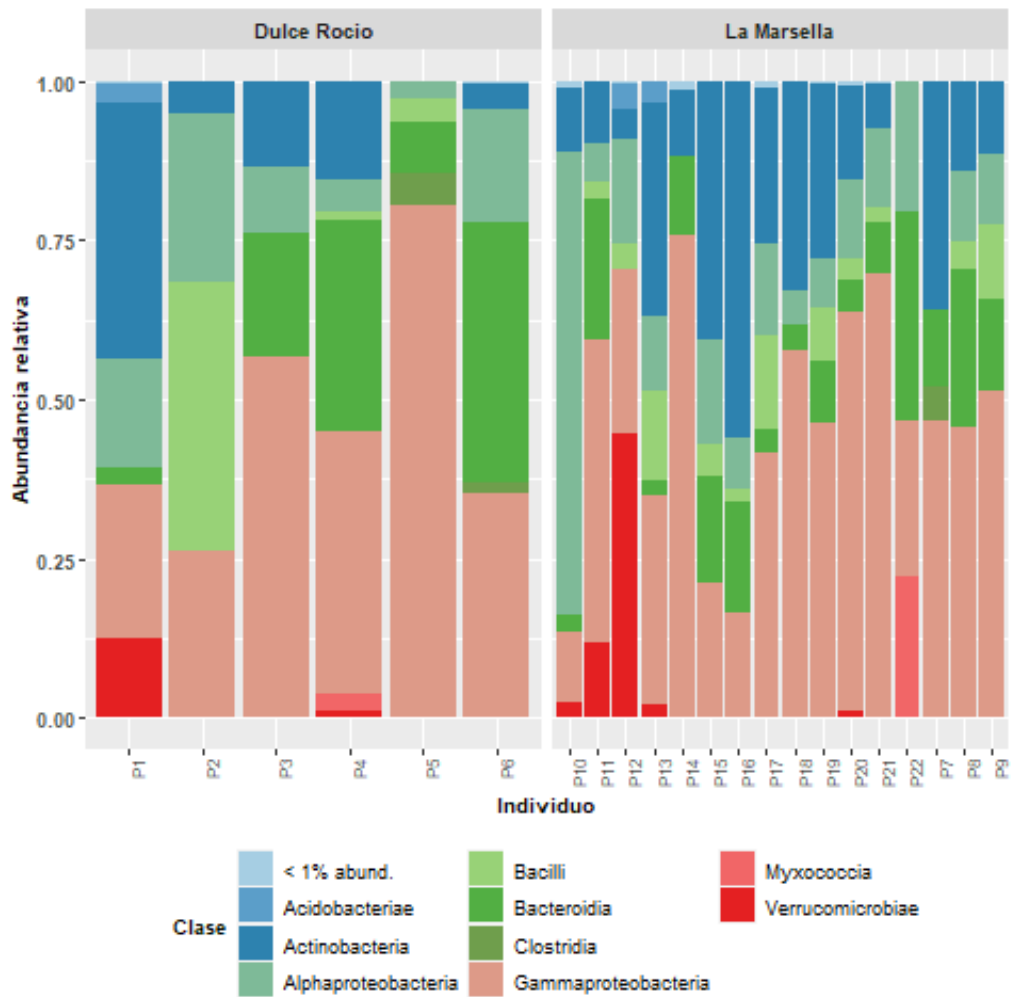 Dulce Rocio
La Marsella
Abundancia relativa
1.00
0.75
0.50
0.25
0.00
P1
P2
P3
P4
P5
P6
P10
P11
P12
P13
P14
P15
P16
P17
P18
P19
P20
P21
P22
P7
P8
P9
Individuo
Clase
< 1% abund.
Acidobacteriae
Actinobacteria
Alphaproteobacteria
Bacilli
Bacteroidia
Clostridia
Gammaproteobacteria
Myxococcia
Verrucomicrobiae